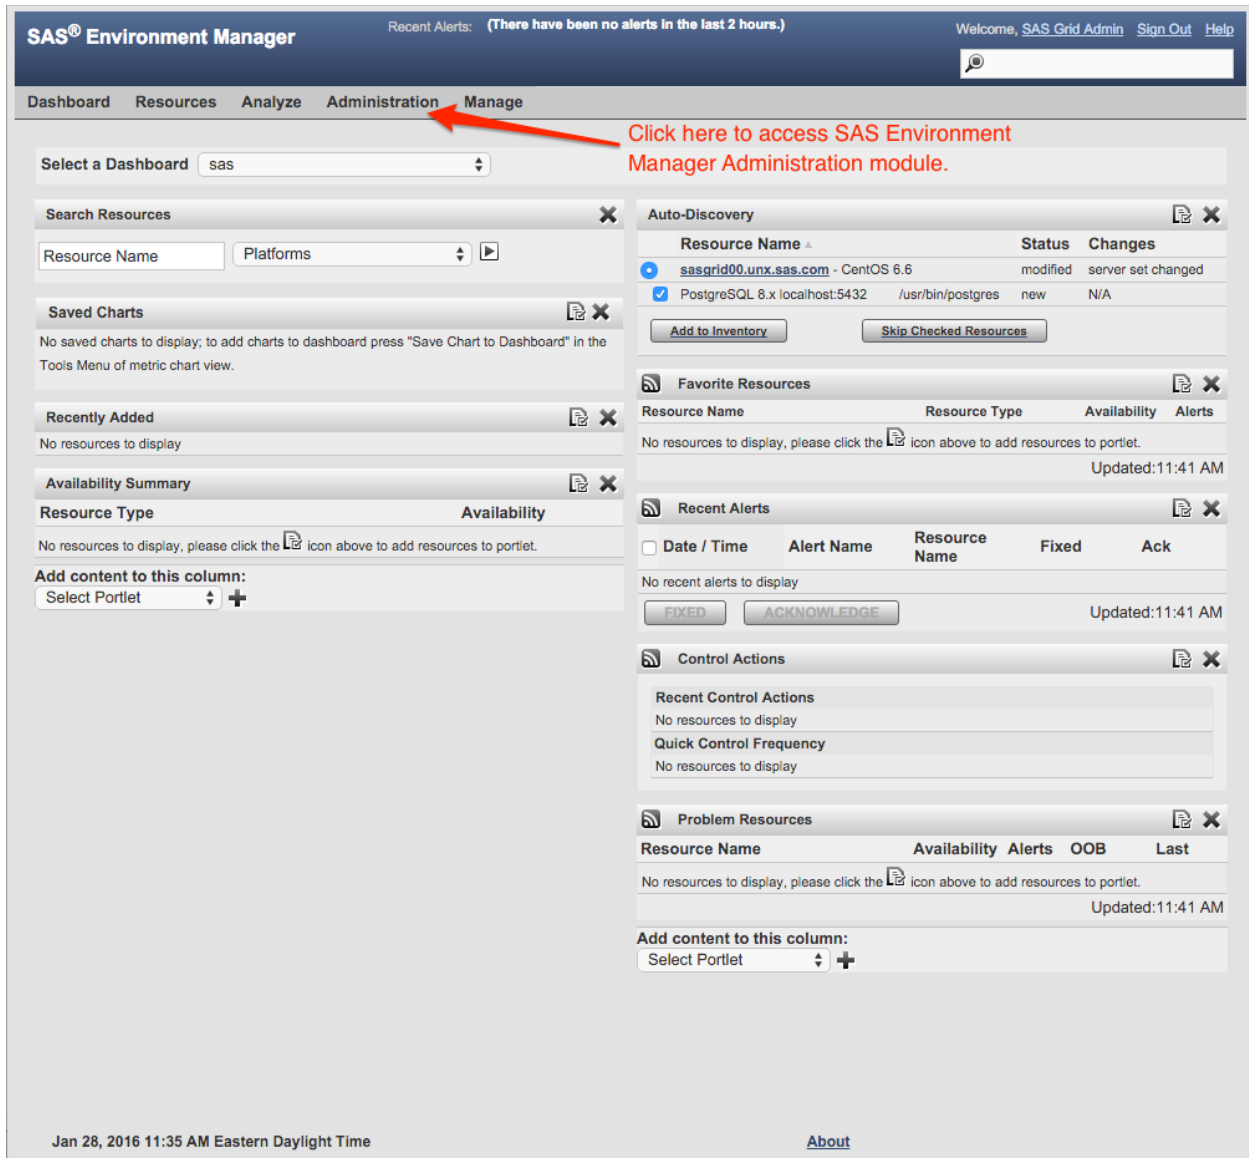 SAS® Environment Manager
Recent Alerts: (There have been no alerts in the last 2 hours.)
Welcome, SAS Grid Admin Sign Out Help
Dashboard Resources Analyze Administration Manage
Click here to access SAS Environment
Manager Administration module.
Select a Dashboard sas
Search Resources
Resource Name Platforms
Saved Charts
No saved charts to display; to add charts to dashboard press "Save Chart to Dashboard" in the
Tools Menu of metric chart view.
Recently Added
No resources to display
Availability Summary
Resource Type Availability
No resources to display, please click the icon above to add resources to portlet.
Add content to this column:
Select Portlet
Auto-Discovery
Resource Name Status Changes
sasgrid00.unx.sas.com - CentOS 6.6 modified server set changed
PostgreSQL 8.x localhost:5432 /usr/bin/postgres new N/A
Add to Inventory Skip Checked Resources
Favorite Resources
Resource Name Resource Type Availability Alerts
No resources to display, please click the icon above to add resources to portlet.
Updated:11:41 AM
Recent Alerts
Date / Time Alert Name Resource Name Fixed Ack
No recent alerts to display
FIXED ACKNOWLEDGE Updated:11:41 AM
Control Actions
Recent Control Actions
No resources to display
Quick Control Frequency
No resources to display
Problem Resources
Resource Name Availability Alerts OOB Last
No resources to display, please click the icon above to add resources to portlet.
Updated:11:41 AM
Add content to this column:
Select Portlet
Jan 28, 2016 11:35 AM Eastern Daylight Time About